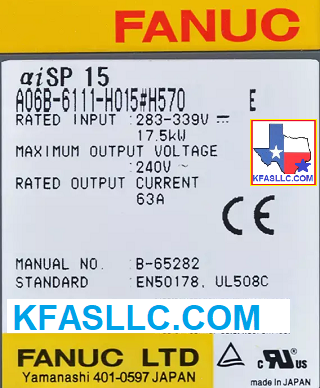 FANUC
αiSP 15
A06B-6111-H015#H570 E
RATED INPUT : 283-339V ⎓
17.5kW
MAXIMUM OUTPUT VOLTAGE
240V ~
RATED OUTPUT CURRENT
63A
KFASLLC.COM
CE
MANUAL NO. : B-65282
STANDARD : EN50178, UL508C
KFASLLC.COM
FANUC LTD
Yamanashi 401-0597 JAPAN
c RU us
made in JAPAN